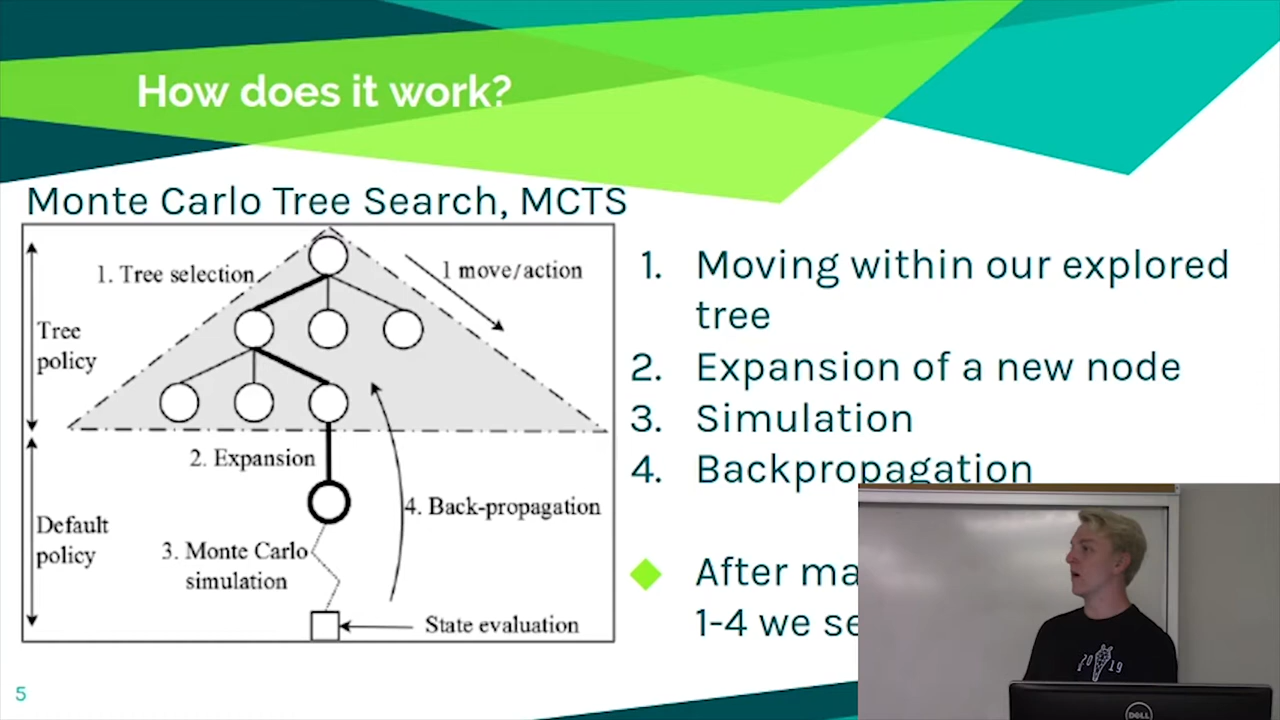 How does it work?
Monte Carlo Tree Search, MCTS
1. Tree selection
1 move/action
Tree
policy
2. Expansion
4. Back-propagation
Default
policy
3. Monte Carlo
simulation
State evaluation
1. Moving within our explored
tree
2. Expansion of a new node
3. Simulation
4. Backpropagation
After
1-4 we
2019
DELL
5